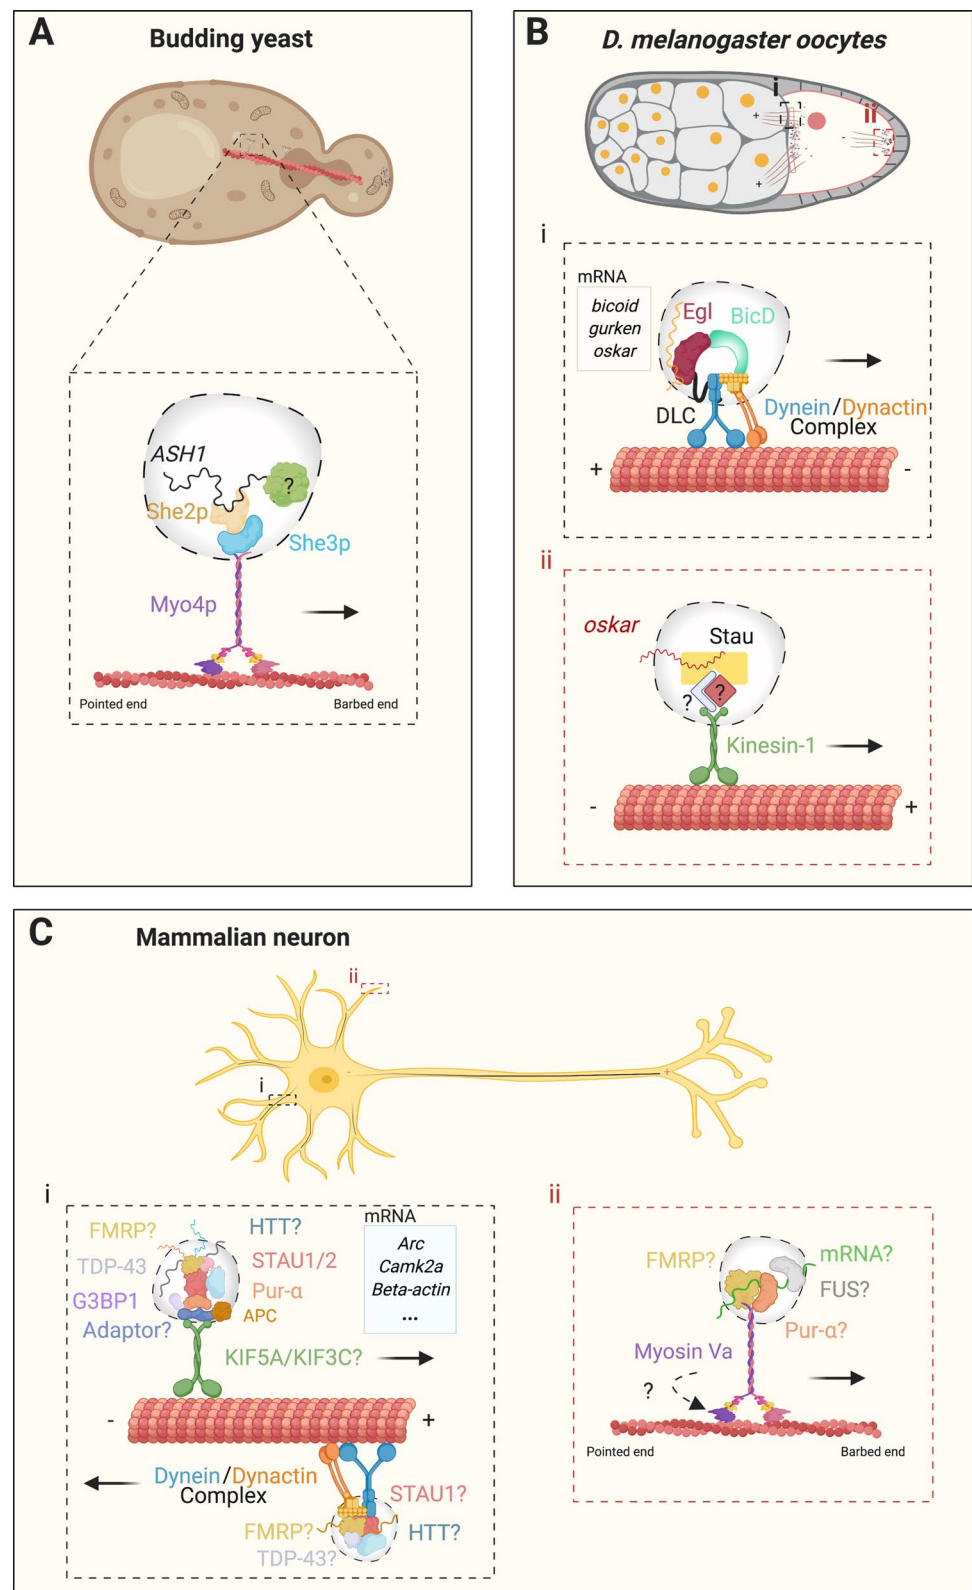 A
Budding yeast
ASH1
?
She2p
She3p
Myo4p
Pointed end
Barbed end
B
D. melanogaster oocytes
i
ii
+
-
-
+
i
mRNA
bicoid
gurken
oskar
Egl
BicD
DLC
Dynein/Dynactin
Complex
+
-
ii
oskar
Stau
?
?
Kinesin-1
-
+
C
Mammalian neuron
ii
-
+
i
i
mRNA
FMRP?
HTT?
Arc
TDP-43
STAU1/2
Camk2a
G3BP1
Pur-α
Beta-actin
Adaptor?
APC
...
KIF5A/KIF3C?
-
+
Dynein/Dynactin
Complex
STAU1?
FMRP?
HTT?
TDP-43?
ii
FMRP?
mRNA?
FUS?
Pur-α?
Myosin Va
?
Pointed end
Barbed end